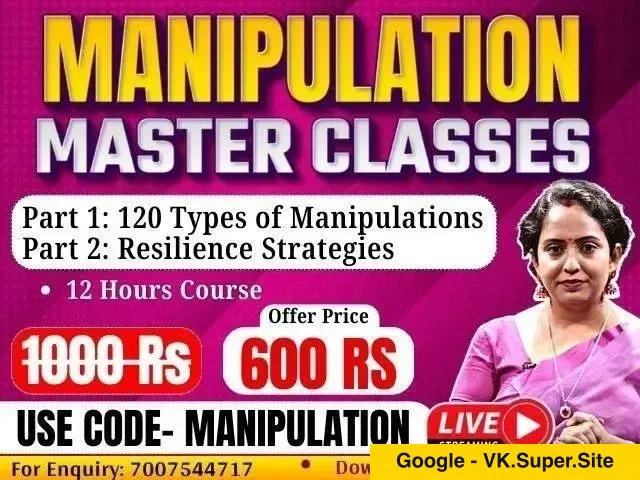 MANIPULATION
MASTER CLASSES
Part 1: 120 Types of Manipulations
Part 2: Resilience Strategies
• 12 Hours Course
Offer Price
1000 Rs
600 RS
USE CODE- MANIPULATION
LIVE
STREAMING
For Enquiry: 7007544717 •
Google - VK.Super.Site